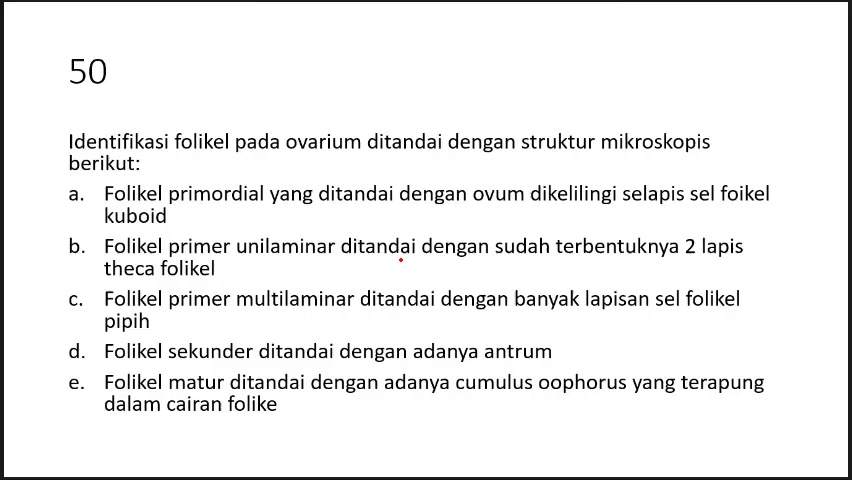 50
Identifikasi folikel pada ovarium ditandai dengan struktur mikroskopis
berikut:
a. Folikel primordial yang ditandai dengan ovum dikelilingi selapis sel foikel
kuboid
b. Folikel primer unilaminar ditandai dengan sudah terbentuknya 2 lapis
theca folikel
c. Folikel primer multilaminar ditandai dengan banyak lapisan sel folikel
pipih
d. Folikel sekunder ditandai dengan adanya antrum
e. Folikel matur ditandai dengan adanya cumulus oophorus yang terapung
dalam cairan folike